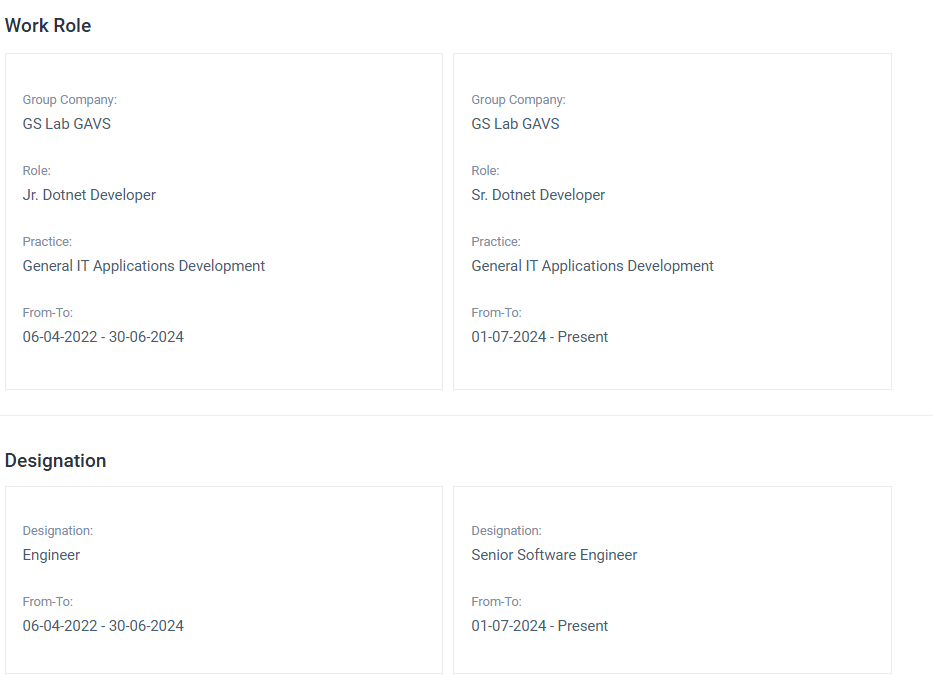 Work Role
Group Company:
GS Lab GAVS
Role:
Jr. Dotnet Developer
Practice:
General IT Applications Development
From-To:
06-04-2022 - 30-06-2024
Group Company:
GS Lab GAVS
Role:
Sr. Dotnet Developer
Practice:
General IT Applications Development
From-To:
01-07-2024 - Present
Designation
Designation:
Engineer
From-To:
06-04-2022 - 30-06-2024
Designation:
Senior Software Engineer
From-To:
01-07-2024 - Present